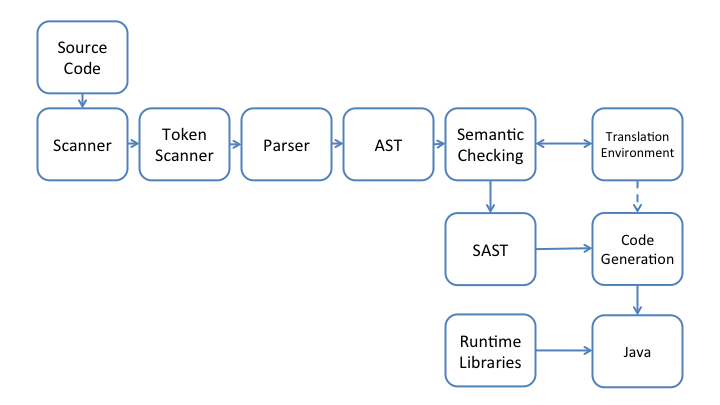 Source
Code
Scanner
Token
Scanner
Parser
AST
Semantic
Checking
Translation
Environment
SAST
Code
Generation
Runtime
Libraries
Java